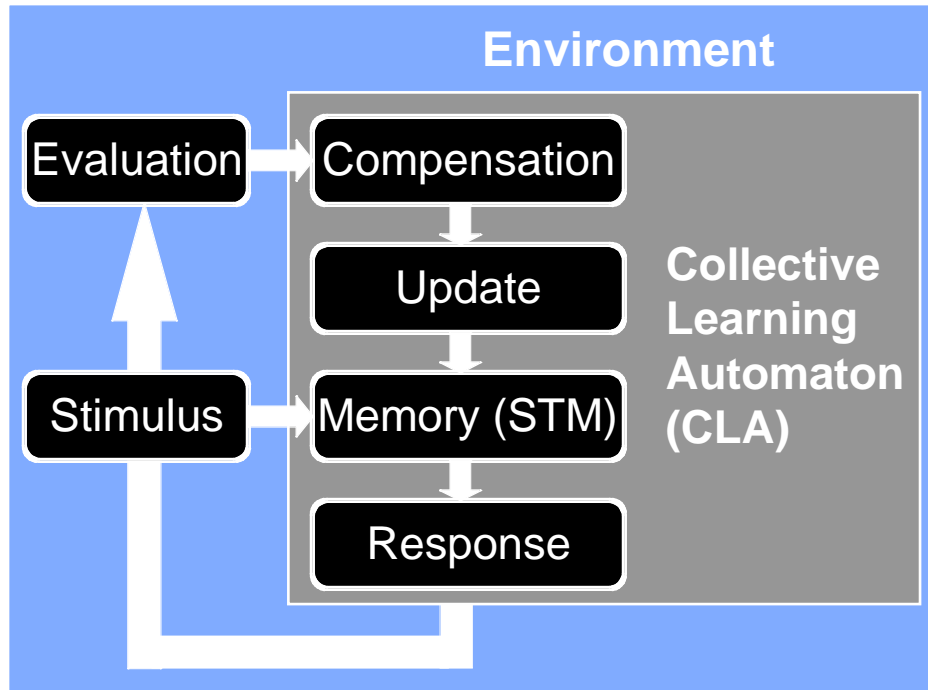 Environment
Evaluation
Compensation
Update
Collective
Learning
Automaton
(CLA)
Stimulus
Memory (STM)
Response